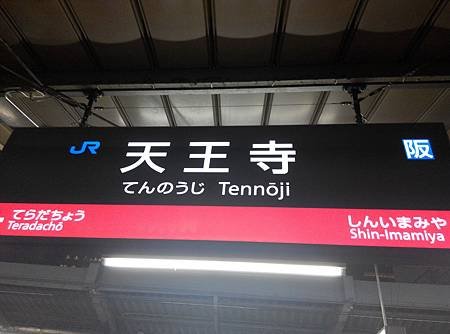 JR 天王寺 阪
てんのうじ Tennōji
てらだちょう しんいまみや
Teradachō Shin-Imamiya